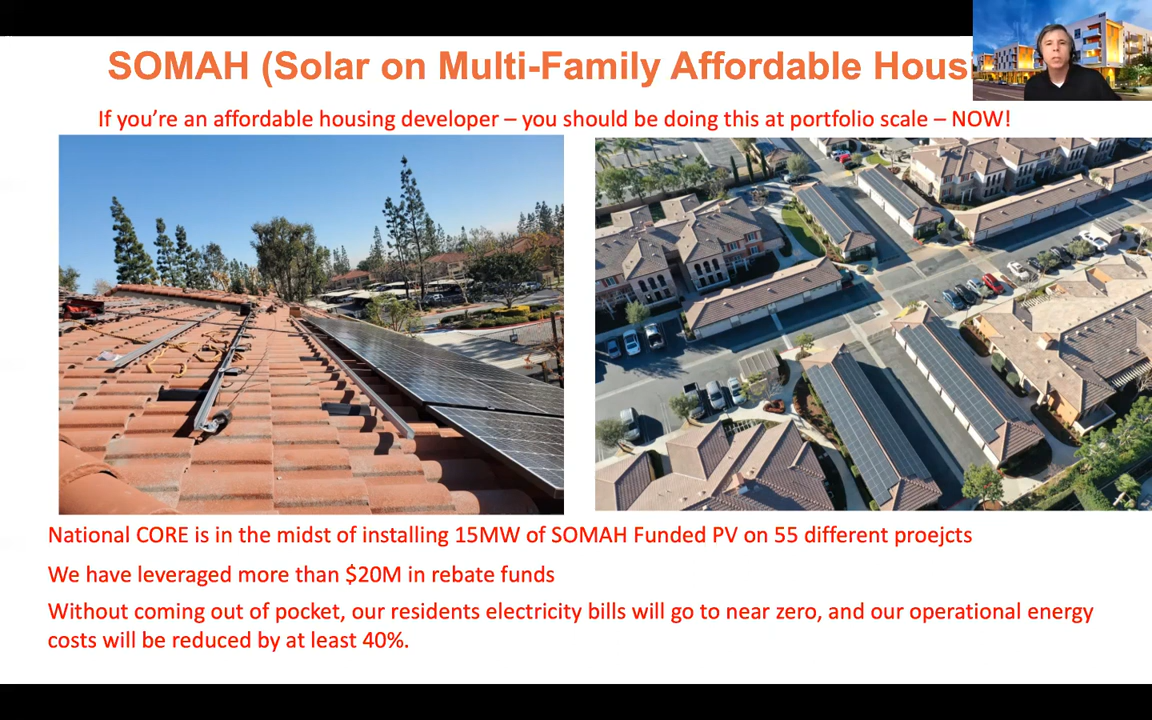 SOMAH (Solar on Multi-Family Affordable Hous
If you're an affordable housing developer – you should be doing this at portfolio scale – NOW!
National CORE is in the midst of installing 15MW of SOMAH Funded PV on 55 different proejcts
We have leveraged more than $20M in rebate funds
Without coming out of pocket, our residents electricity bills will go to near zero, and our operational energy
costs will be reduced by at least 40%.